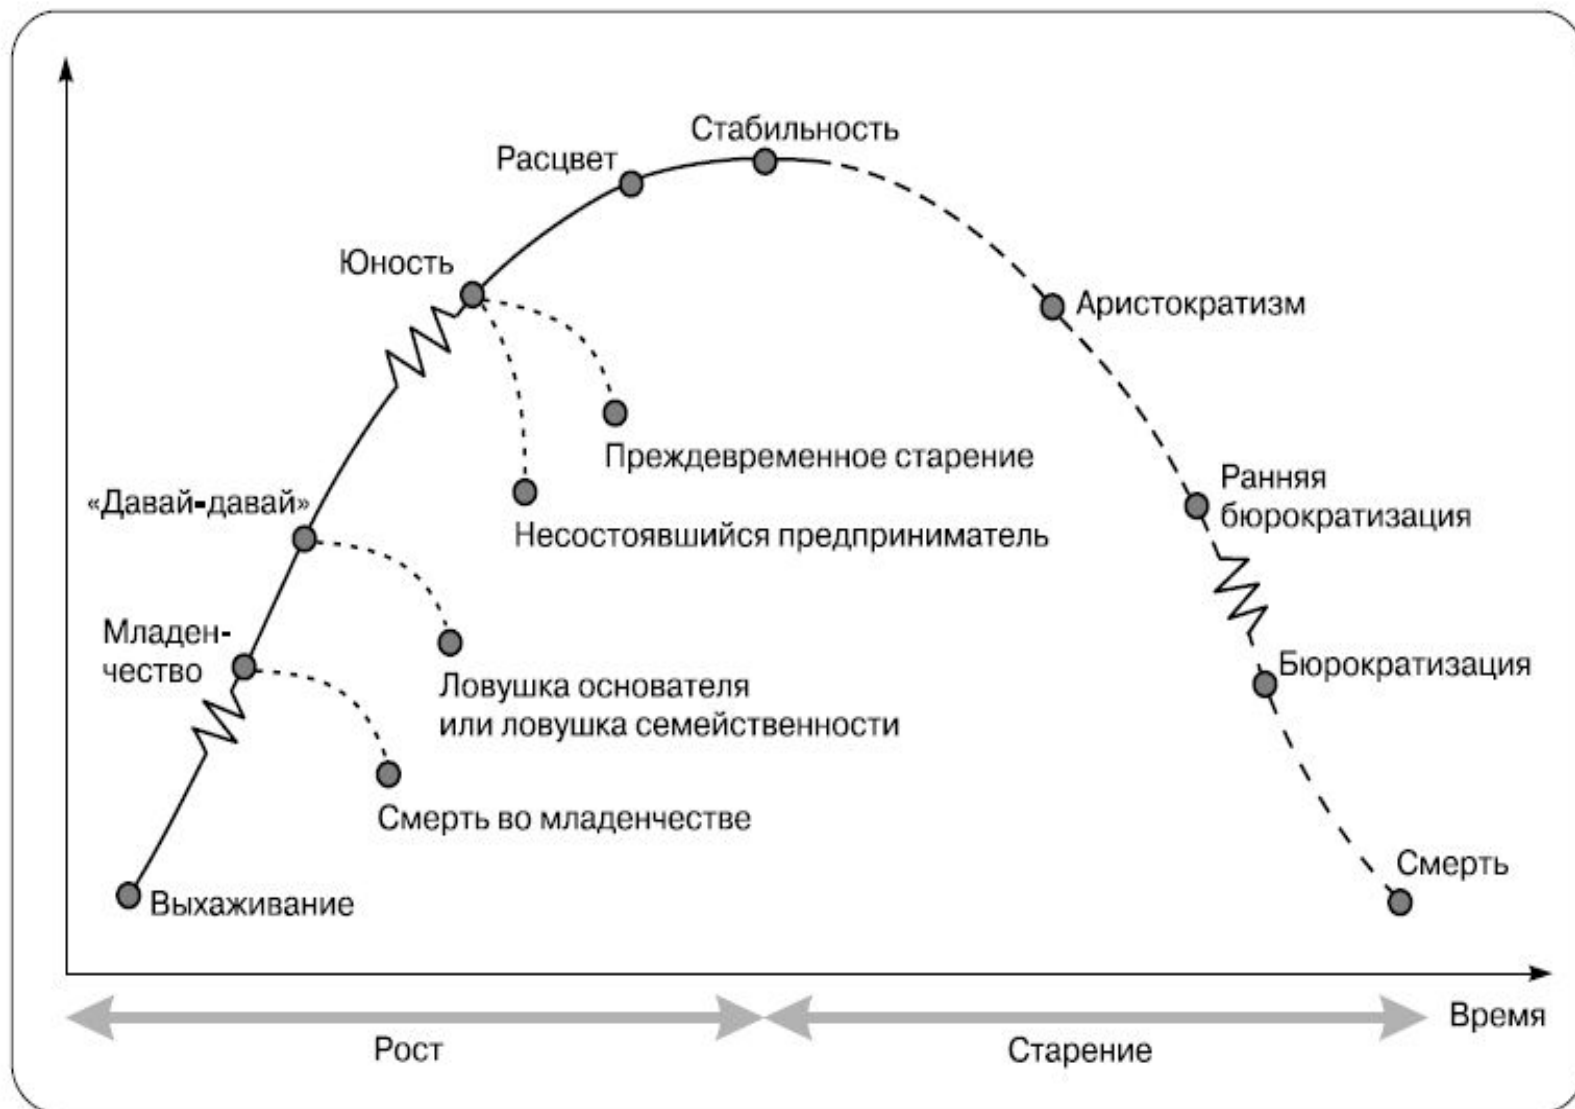 Стабильность
Расцвет
Юность
Аристократизм
Преждевременное старение
«Давай-давай»
Ранняя
бюрократизация
Несостоявшийся предприниматель
Младен-
чество
Бюрократизация
Ловушка основателя
или ловушка семейственности
Смерть во младенчестве
Смерть
Выхаживание
Время
Рост
Старение